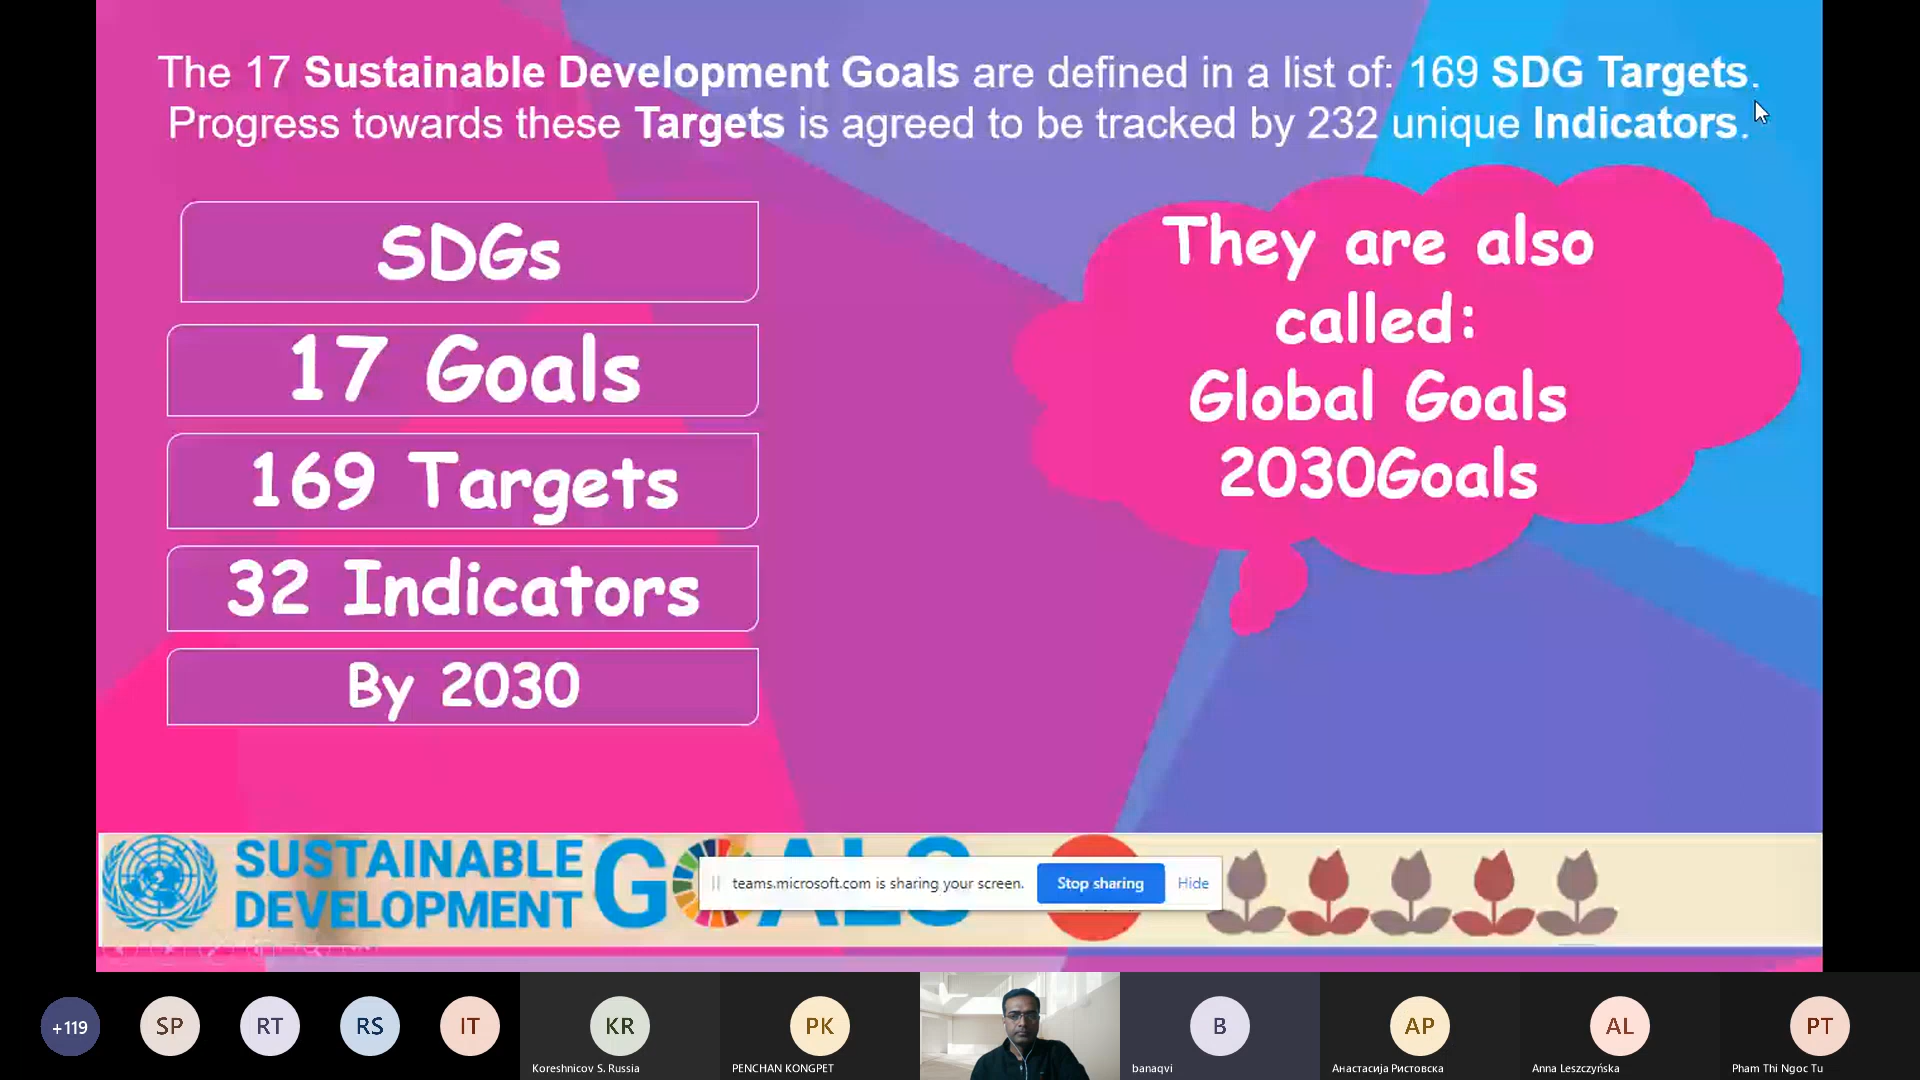 The 17 Sustainable Development Goals are defined in a list of: 169 SDG Targets.
Progress towards these Targets is agreed to be tracked by 232 unique Indicators.
SDGs
17 Goals
169 Targets
32 Indicators
By 2030
They are also
called:
Global Goals
2030Goals
SUSTAINABLE
DEVELOPMENT
GOALS
teams.microsoft.com is sharing your screen.
Stop sharing
Hide
+119
SP
RT
RS
IT
KR
Koreshnicov S. Russia
PK
PENCHAN KONGPET
B
banaqvi
AP
Анастасија Ристовска
AL
Anna Leszczyńska
PT
Pham Thi Ngoc Tu